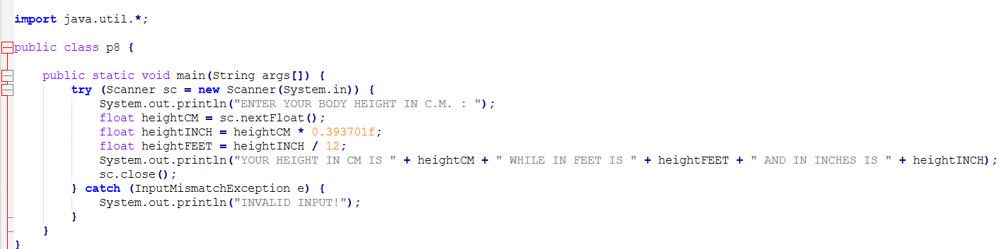 import java.util.*;
public class p8 {
public static void main(String args[]) {
try (Scanner sc = new Scanner(System.in)) {
System.out.println("ENTER YOUR BODY HEIGHT IN C.M. : ");
float heightCM = sc.nextFloat();
float heightINCH = heightCM * 0.393701f;
float heightFEET = heightINCH / 12;
System.out.println("YOUR HEIGHT IN CM IS " + heightCM + " WHILE IN FEET IS " + heightFEET + " AND IN INCHES IS " + heightINCH);
sc.close();
} catch (InputMismatchException e) {
System.out.println("INVALID INPUT!");
}
}
}